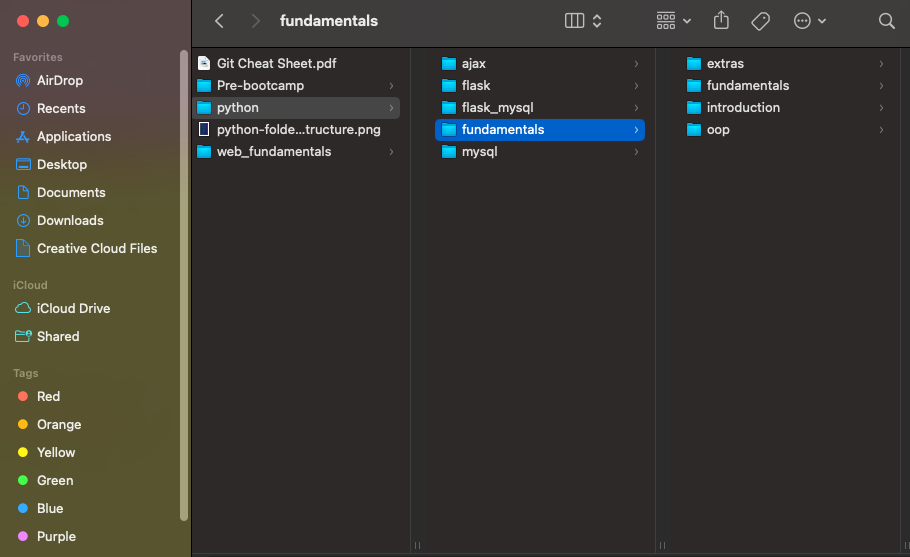 fundamentals
Favorites
AirDrop
Recents
Applications
Desktop
Documents
Downloads
Creative Cloud Files
iCloud
iCloud Drive
Shared
Tags
Red
Orange
Yellow
Green
Blue
Purple
Git Cheat Sheet.pdf
Pre-bootcamp
python
python-folde...tructure.png
web_fundamentals
ajax
flask
flask_mysql
fundamentals
mysql
extras
fundamentals
introduction
oop